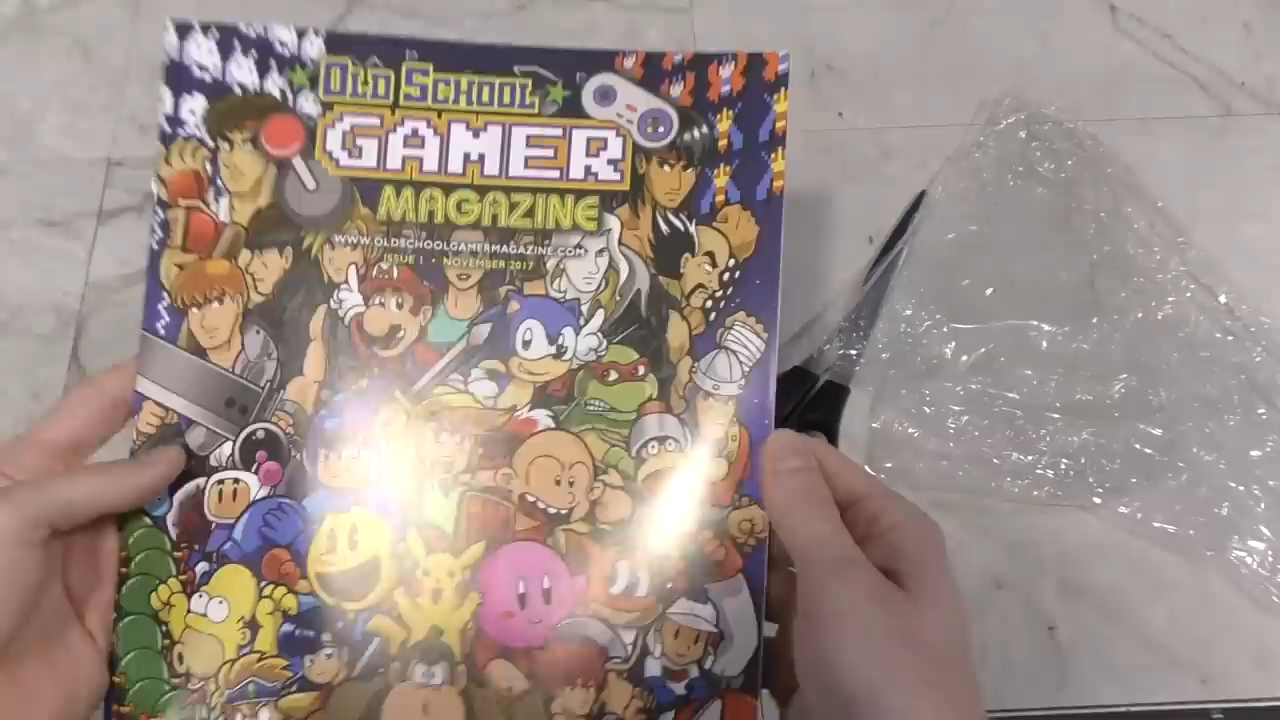 OLD SCHOOL
GAMER
MAGAZINE
WWW.OLDSCHOOLGAMERMAGAZINE.COM
ISSUE 1 • NOVEMBER 2017